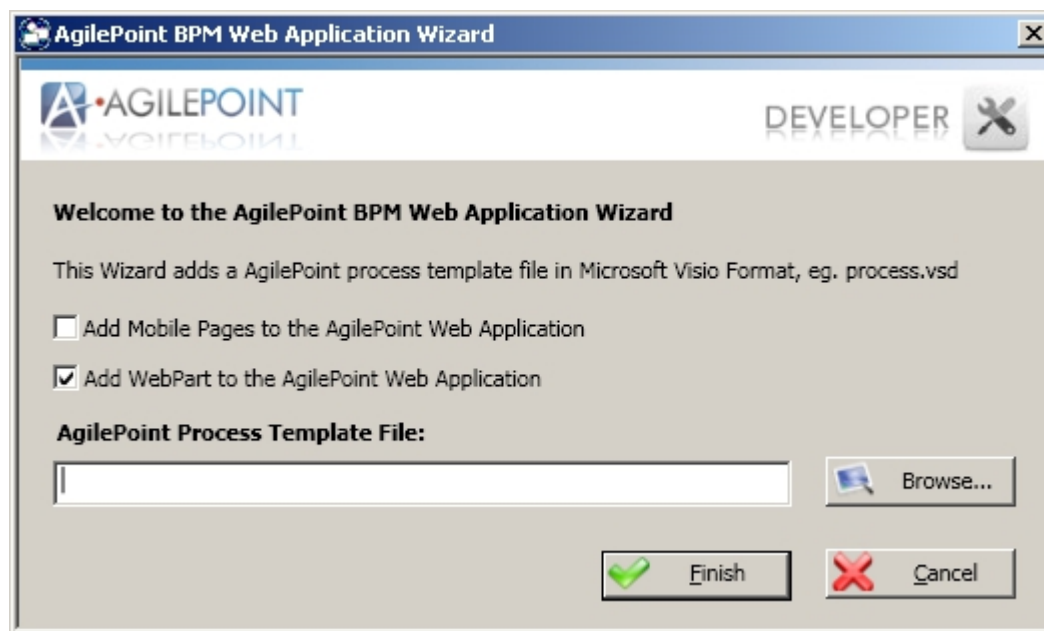 AgilePoint BPM Web Application Wizard
AGILEPOINT
DEVELOPER
Welcome to the AgilePoint BPM Web Application Wizard
This Wizard adds a AgilePoint process template file in Microsoft Visio Format, eg. process.vsd
Add Mobile Pages to the AgilePoint Web Application
Add WebPart to the AgilePoint Web Application
AgilePoint Process Template File:
Browse...
Finish
Cancel